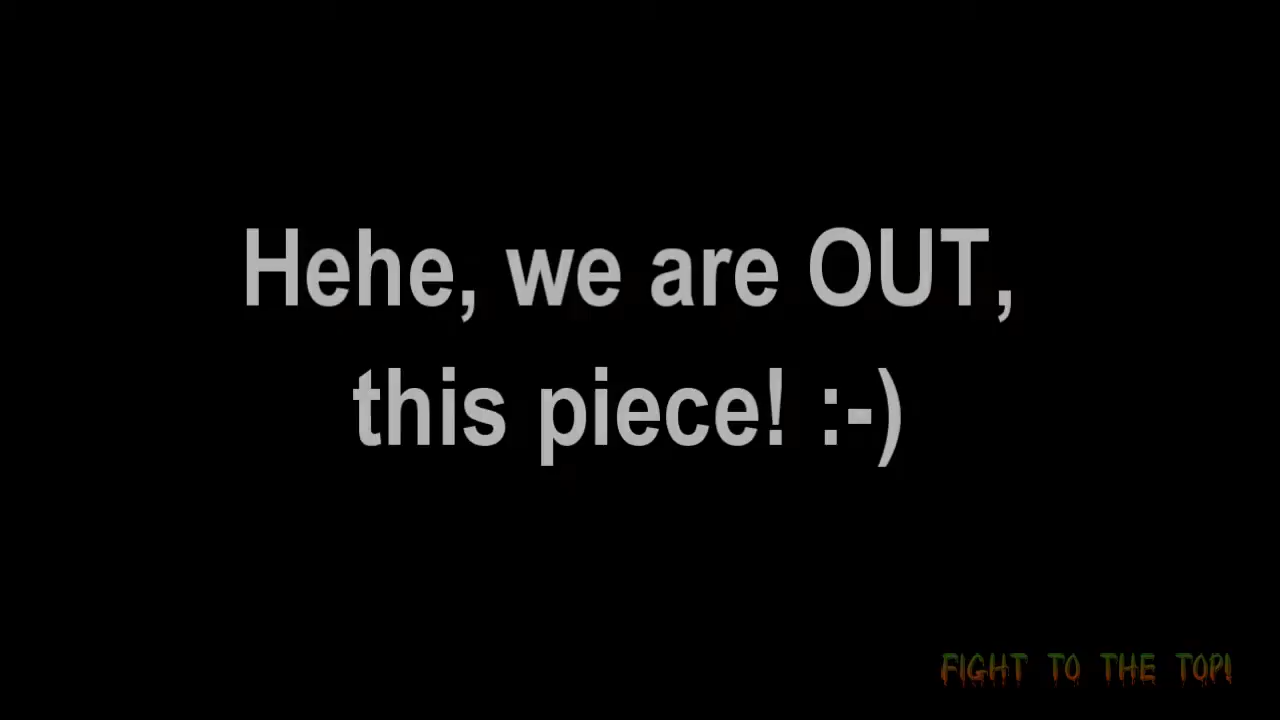 Hehe, we are OUT,
this piece! :-)
FIGHT TO THE TOP!